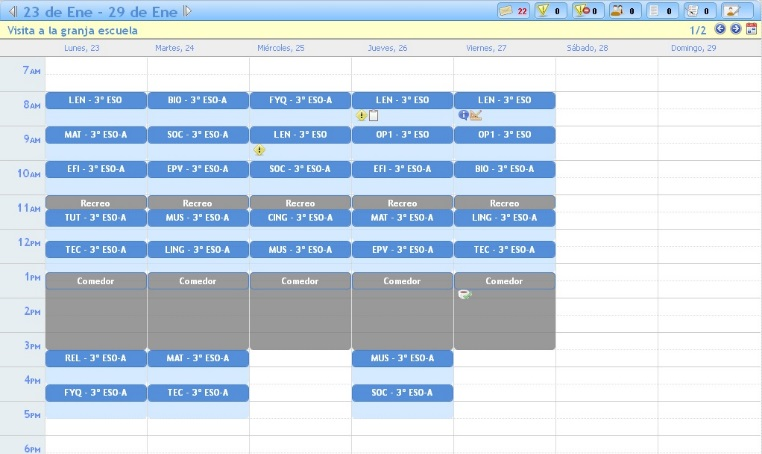 23 de Ene - 29 de Ene 22 0 0 0 0 0
Visita a la granja escuela 1/2
Lunes, 23 Martes, 24 Miércoles, 25 Jueves, 26 Viernes, 27 Sábado, 28 Domingo, 29
7AM
8AM LEN - 3º ESO BIO - 3º ESO-A FYQ - 3º ESO-A LEN - 3º ESO LEN - 3º ESO
9AM MAT - 3º ESO-A SOC - 3º ESO-A LEN - 3º ESO OP1 - 3º ESO OP1 - 3º ESO
10AM EFI - 3º ESO-A EPV - 3º ESO-A SOC - 3º ESO-A EFI - 3º ESO-A BIO - 3º ESO-A
Recreo Recreo Recreo Recreo Recreo
11AM TUT - 3º ESO-A MUS - 3º ESO-A CING - 3º ESO-A MAT - 3º ESO-A LING - 3º ESO-A
12PM TEC - 3º ESO-A LING - 3º ESO-A MUS - 3º ESO-A EPV - 3º ESO-A TEC - 3º ESO-A
1PM Comedor Comedor Comedor Comedor Comedor
2PM
3PM REL - 3º ESO-A MAT - 3º ESO-A MUS - 3º ESO-A
4PM FYQ - 3º ESO-A TEC - 3º ESO-A SOC - 3º ESO-A
5PM
6PM